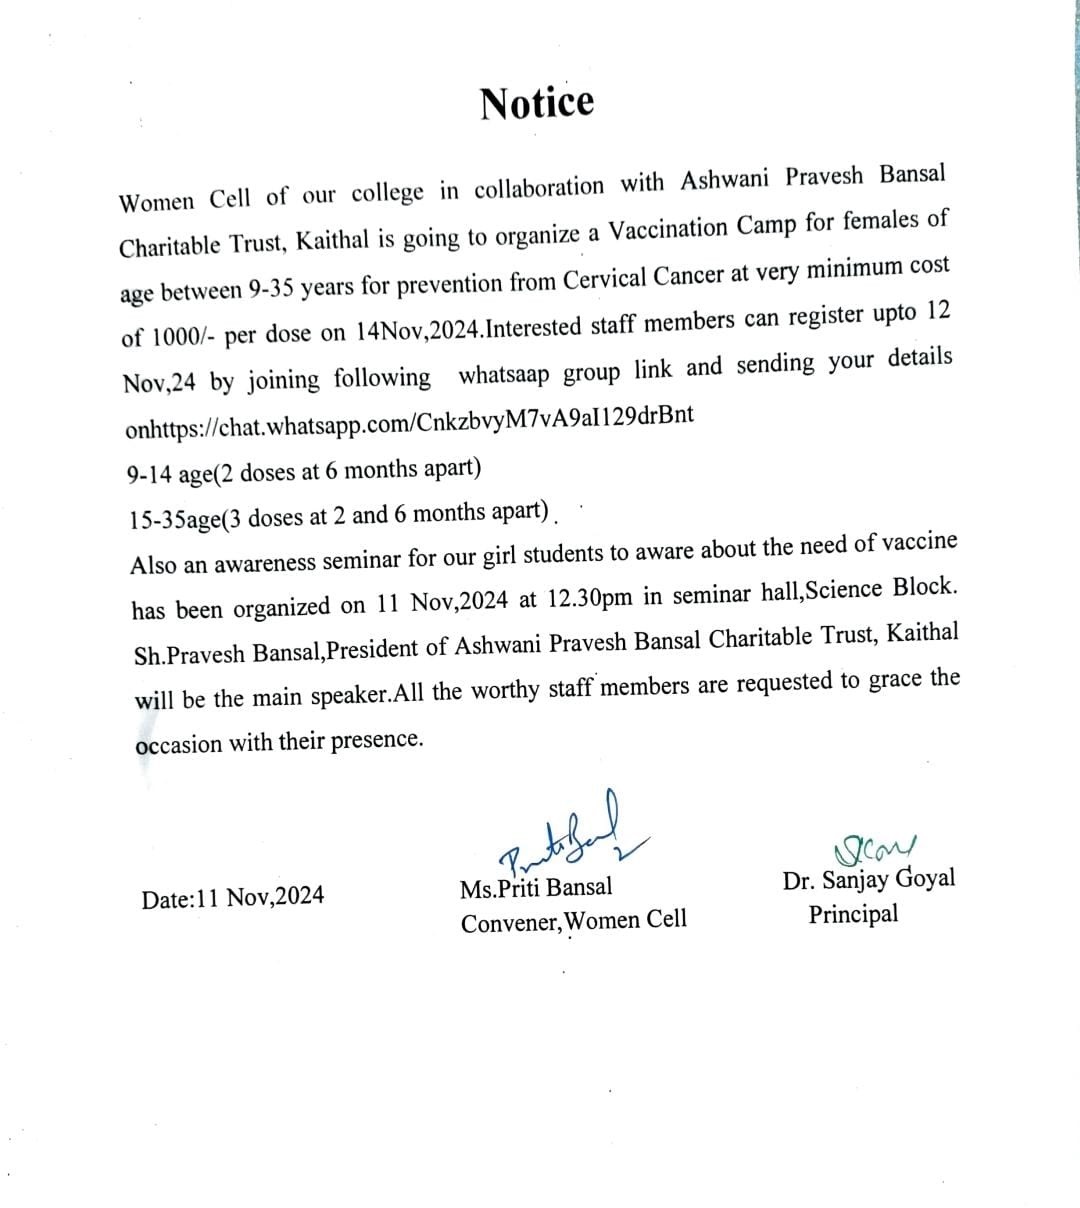 Notice
Women Cell of our college in collaboration with Ashwani Pravesh Bansal
Charitable Trust, Kaithal is going to organize a Vaccination Camp for females of
age between 9-35 years for prevention from Cervical Cancer at very minimum cost
of 1000/- per dose on 14Nov,2024.Interested staff members can register upto 12
Nov,24 by joining following whatsaap group link and sending your details
onhttps://chat.whatsapp.com/CnkzbvyM7vA9aI129drBnt
9-14 age(2 doses at 6 months apart)
15-35age(3 doses at 2 and 6 months apart).
Also an awareness seminar for our girl students to aware about the need of vaccine
has been organized on 11 Nov,2024 at 12.30pm in seminar hall,Science Block.
Sh.Pravesh Bansal,President of Ashwani Pravesh Bansal Charitable Trust, Kaithal
will be the main speaker.All the worthy staff members are requested to grace the
occasion with their presence.
Date:11 Nov,2024
Ms.Priti Bansal
Convener,Women Cell
Dr. Sanjay Goyal
Principal